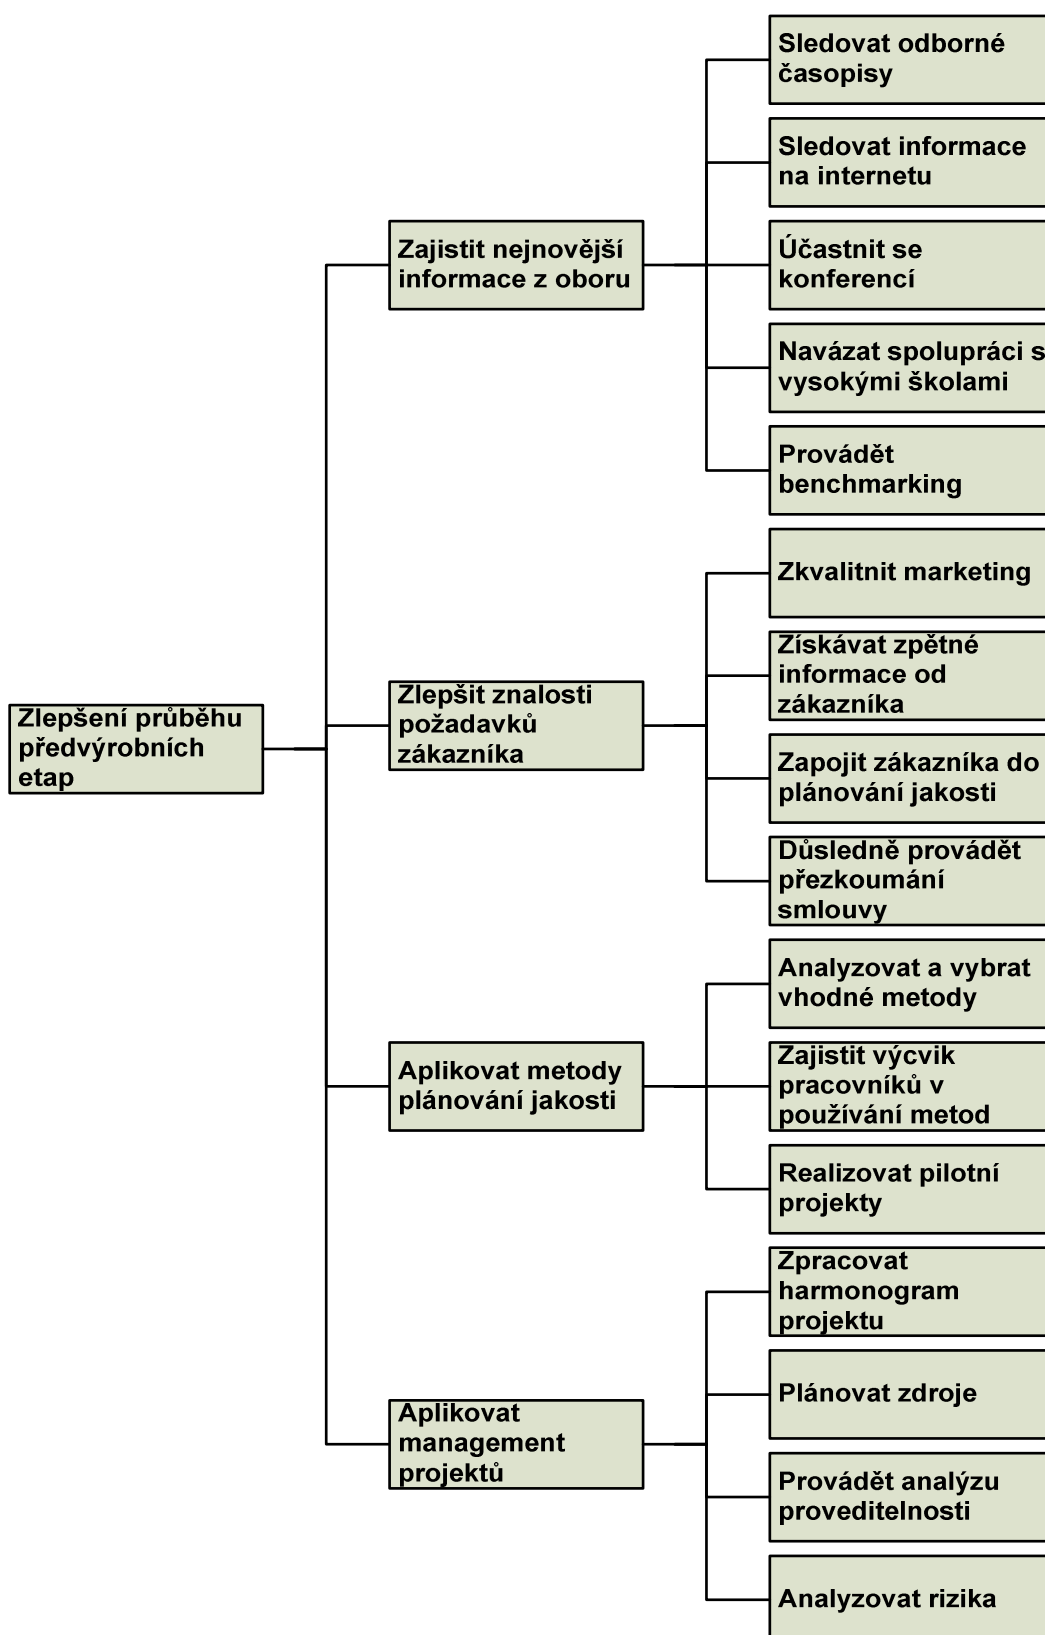 Zlepšení průběhu
předvýrobních
etap
Zajistit nejnovější
informace z oboru
Sledovat odborné
časopisy
Sledovat informace
na internetu
Účastnit se
konferencí
Navázat spolupráci s
vysokými školami
Provádět
benchmarking
Zlepšit znalosti
požadavků
zákazníka
Zkvalitnit marketing
Získávat zpětné
informace od
zákazníka
Zapojit zákazníka do
plánování jakosti
Důsledně provádět
přezkoumání
smlouvy
Aplikovat metody
plánování jakosti
Analyzovat a vybrat
vhodné metody
Zajistit výcvik
pracovníků v
používání metod
Realizovat pilotní
projekty
Aplikovat
management
projektů
Zpracovat
harmonogram
projektu
Plánovat zdroje
Provádět analýzu
proveditelnosti
Analyzovat rizika